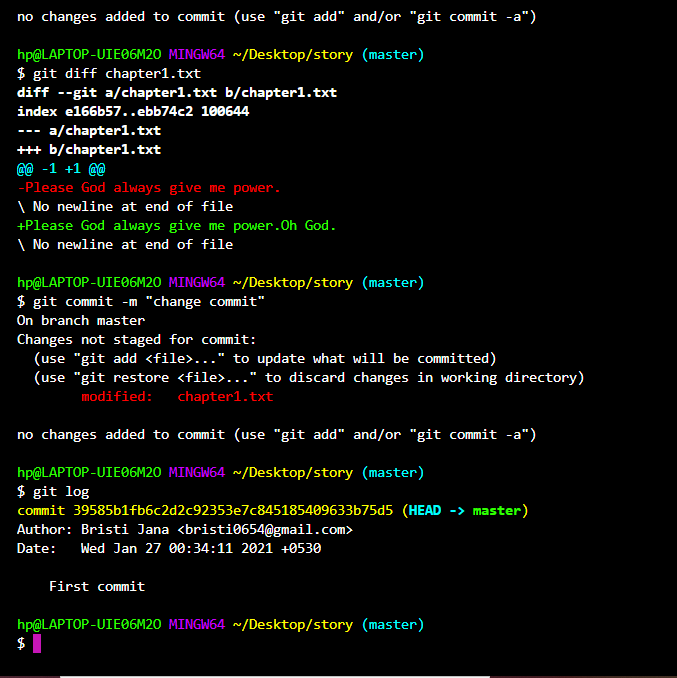 no changes added to commit (use "git add" and/or "git commit -a")
hp@LAPTOP-UIE06M2O MINGW64 ~/Desktop/story (master)
$ git diff chapter1.txt
diff --git a/chapter1.txt b/chapter1.txt
index e166b57..ebb74c2 100644
--- a/chapter1.txt
+++ b/chapter1.txt
@@ -1 +1 @@
-Please God always give me power.
\ No newline at end of file
+Please God always give me power.Oh God.
\ No newline at end of file
hp@LAPTOP-UIE06M2O MINGW64 ~/Desktop/story (master)
$ git commit -m "change commit"
On branch master
Changes not staged for commit:
  (use "git add <file>..." to update what will be committed)
  (use "git restore <file>..." to discard changes in working directory)
        modified:   chapter1.txt
no changes added to commit (use "git add" and/or "git commit -a")
hp@LAPTOP-UIE06M2O MINGW64 ~/Desktop/story (master)
$ git log
commit 39585b1fb6c2d2c92353e7c845185409633b75d5 (HEAD -> master)
Author: Bristi Jana <bristi0654@gmail.com>
Date:   Wed Jan 27 00:34:11 2021 +0530
    First commit
hp@LAPTOP-UIE06M2O MINGW64 ~/Desktop/story (master)
$